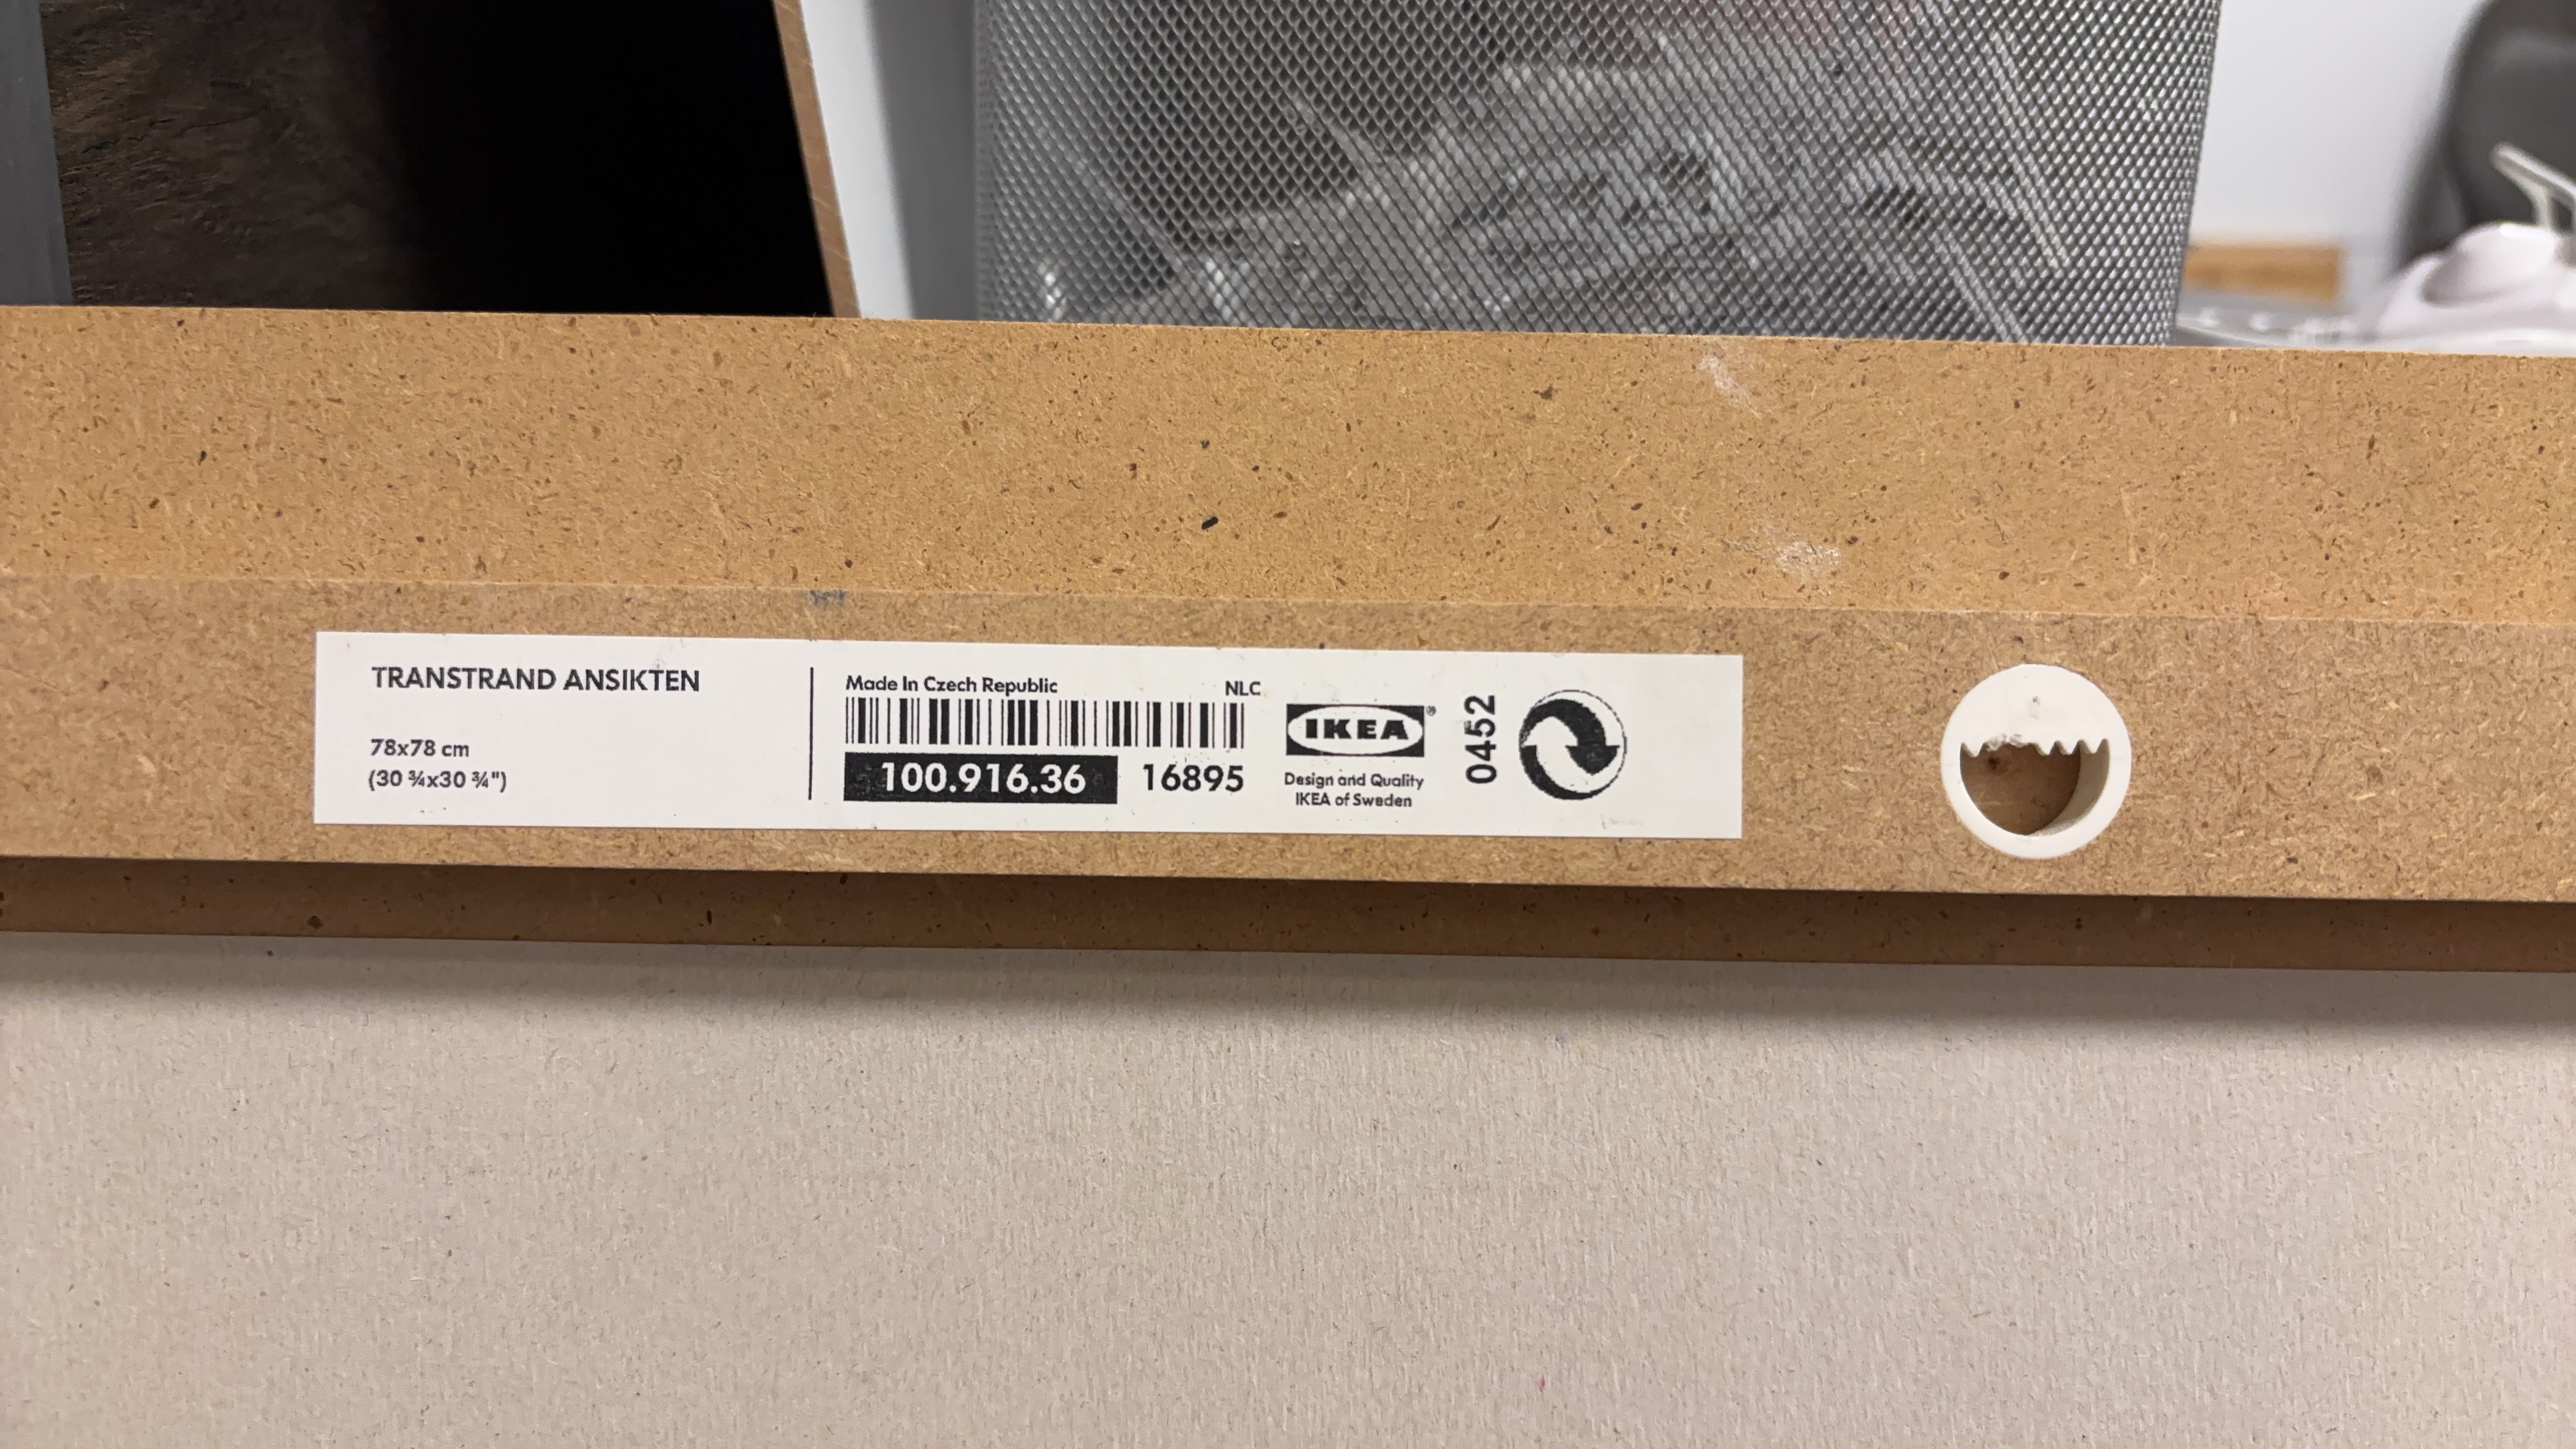 TRANSTRAND ANSIKTEN
78x78 cm
(30 ¾x30 ¾")
Made In Czech Republic NLC
100.916.36 16895
IKEA®
Design and Quality
IKEA of Sweden
0452